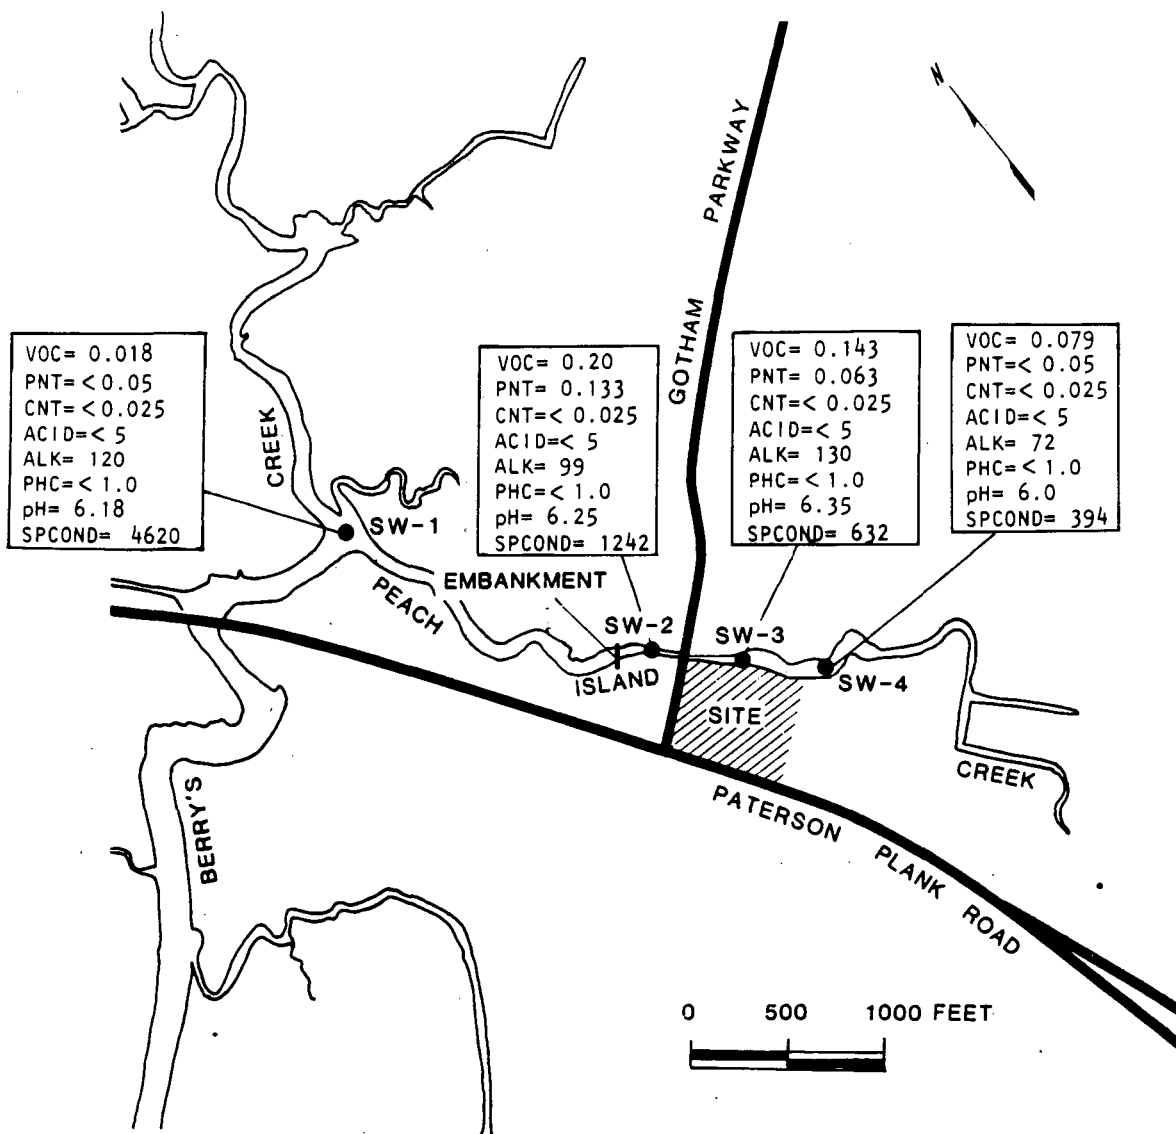 N
GOTHAM PARKWAY
VOC= 0.018
PNT=<0.05
CNT=<0.025
ACID=<5
ALK= 120
PHC=<1.0
pH= 6.18
SPCOND= 4620
VOC= 0.20
PNT= 0.133
CNT=<0.025
ACID=<5
ALK= 99
PHC=<1.0
pH= 6.25
SPCOND= 1242
VOC= 0.143
PNT= 0.063
CNT=<0.025
ACID=<5
ALK= 130
PHC=<1.0
pH= 6.35
SPCOND= 632
VOC= 0.079
PNT=<0.05
CNT=<0.025
ACID=<5
ALK= 72
PHC=<1.0
pH= 6.0
SPCOND= 394
CREEK
SW-1
EMBANKMENT
PEACH
SW-2
SW-3
ISLAND
SW-4
SITE
CREEK
BERRY'S
PATERSON PLANK ROAD
0 500 1000 FEET